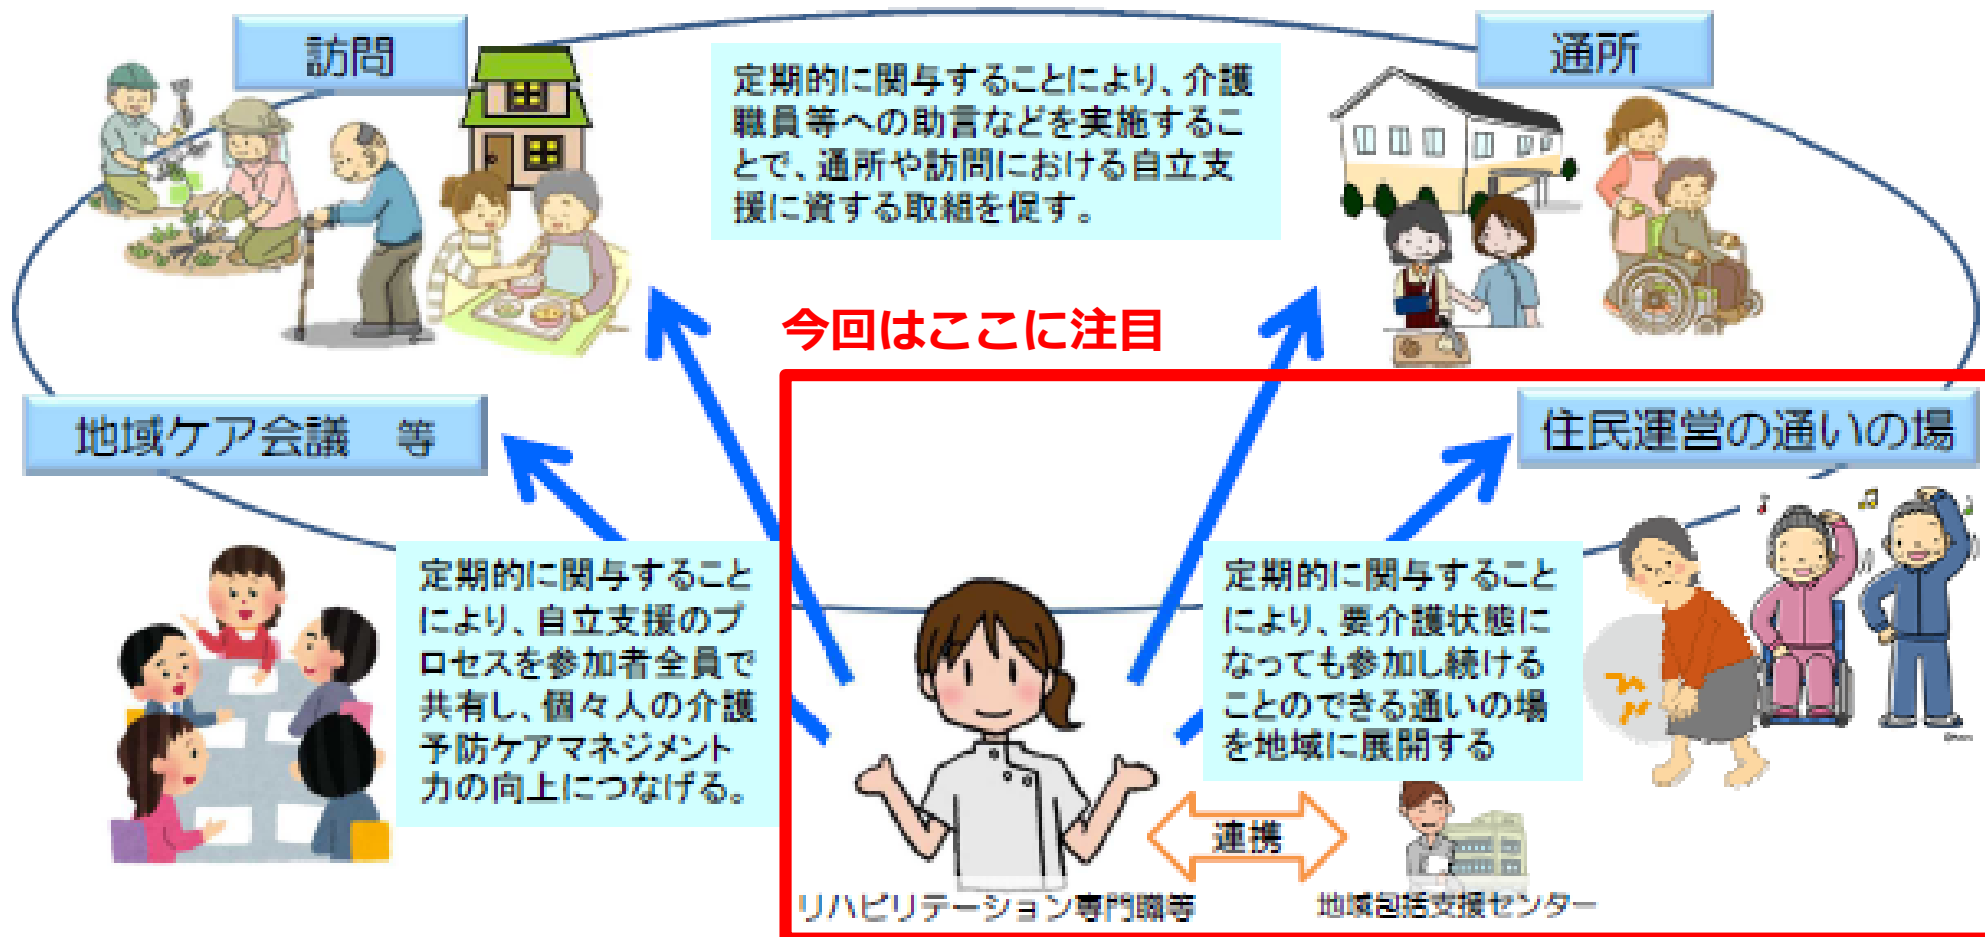 訪問
通所
定期的に関与することにより、介護
職員等への助言などを実施するこ
とで、通所や訪問における自立支
援に資する取組を促す。
今回はここに注目
地域ケア会議 等
住民運営の通いの場
定期的に関与すること
により、自立支援のプ
ロセスを参加者全員で
共有し、個々人の介護
予防ケアマネジメント
力の向上につなげる。
定期的に関与すること
により、要介護状態に
なっても参加し続ける
ことのできる通いの場
を地域に展開する
連携
リハビリテーション専門職等
地域包括支援センター